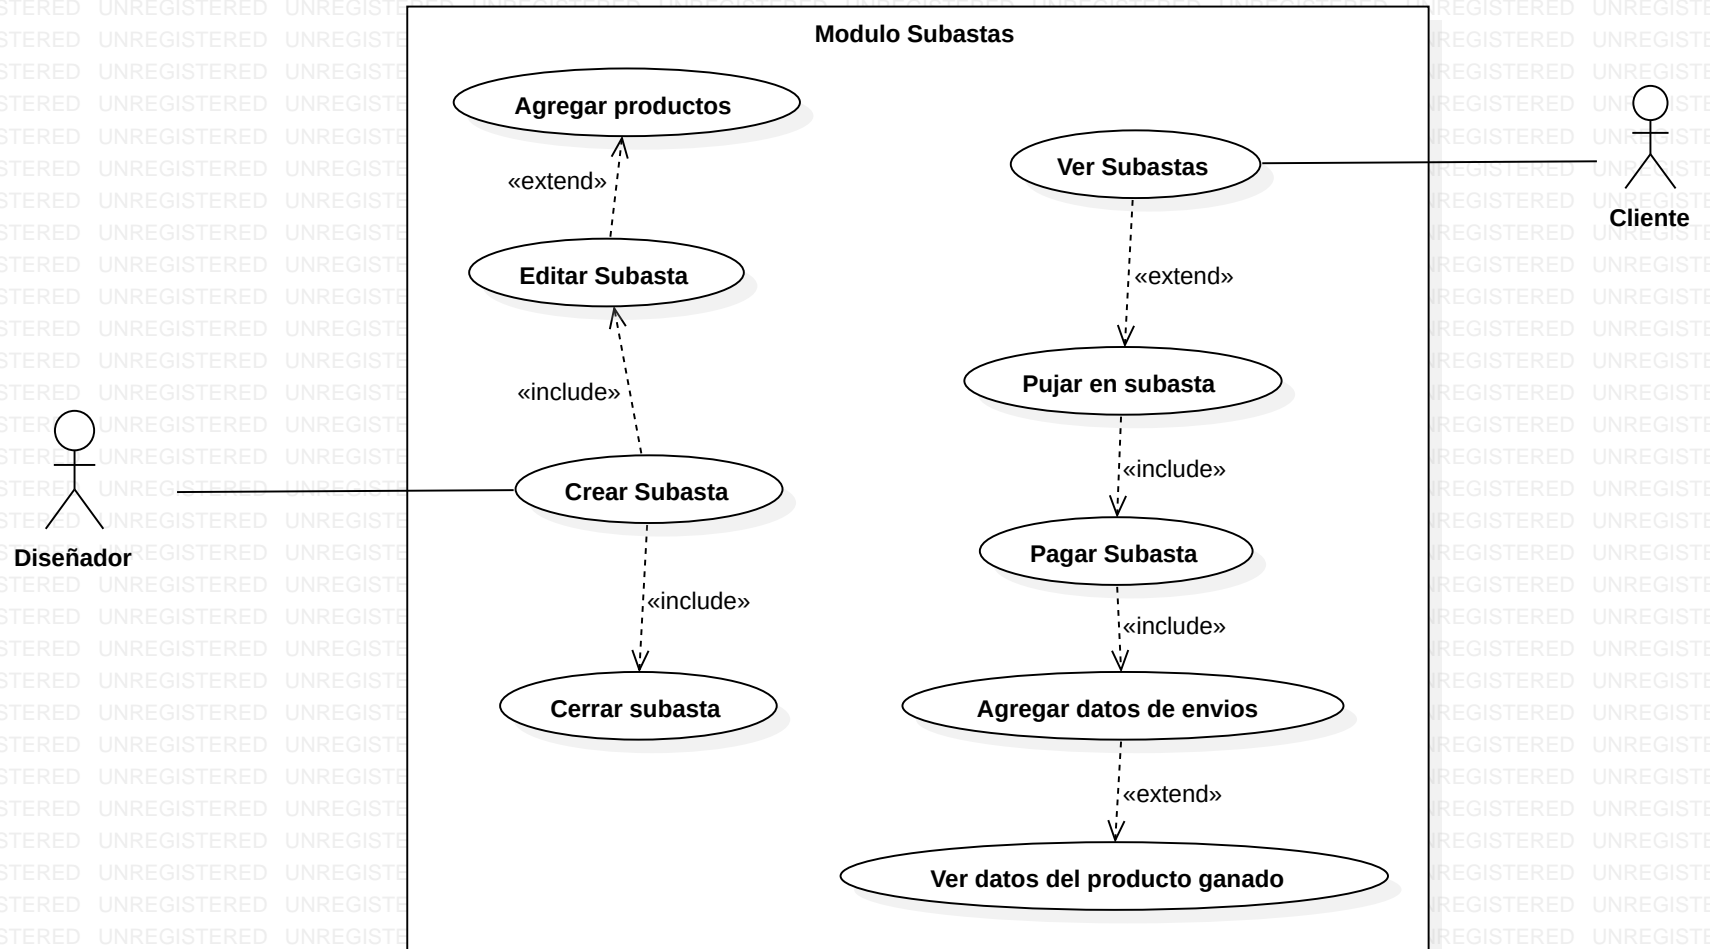 Modulo Subastas
Agregar productos
«extend»
Editar Subasta
«include»
Crear Subasta
«include»
Cerrar subasta
Diseñador
Ver Subastas
«extend»
Pujar en subasta
«include»
Pagar Subasta
«include»
Agregar datos de envios
«extend»
Ver datos del producto ganado
Cliente
UNREGISTERED